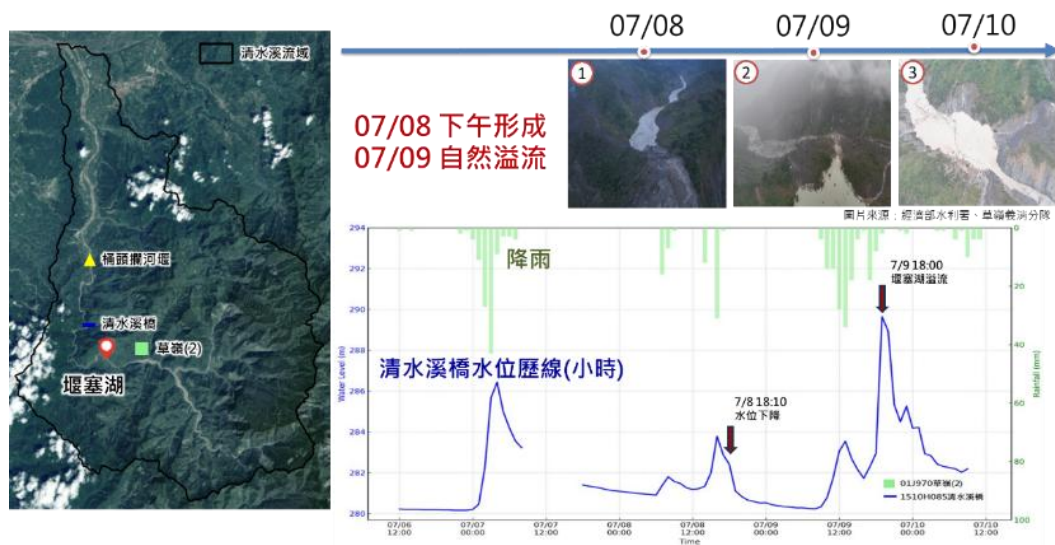 清水溪流域
桶頭攔河堰
清水溪橋
草嶺(2)
堰塞湖
07/08
07/09
07/10
1
2
3
07/08 下午形成
07/09 自然溢流
圖片來源：經濟部水利署、草嶺義消分隊
降雨
清水溪橋水位歷線(小時)
7/8 18:10
水位下降
7/9 18:00
堰塞湖溢流
Water Level (m)
294
292
290
288
286
284
282
280
0
20
40
60
80
100
Rainfall (mm)
01J970草嶺(2)
1510H085清水溪橋
07/06
12:00
07/07
00:00
07/07
12:00
07/08
00:00
07/08
12:00
07/09
00:00
07/09
12:00
07/10
00:00
07/10
12:00
Time